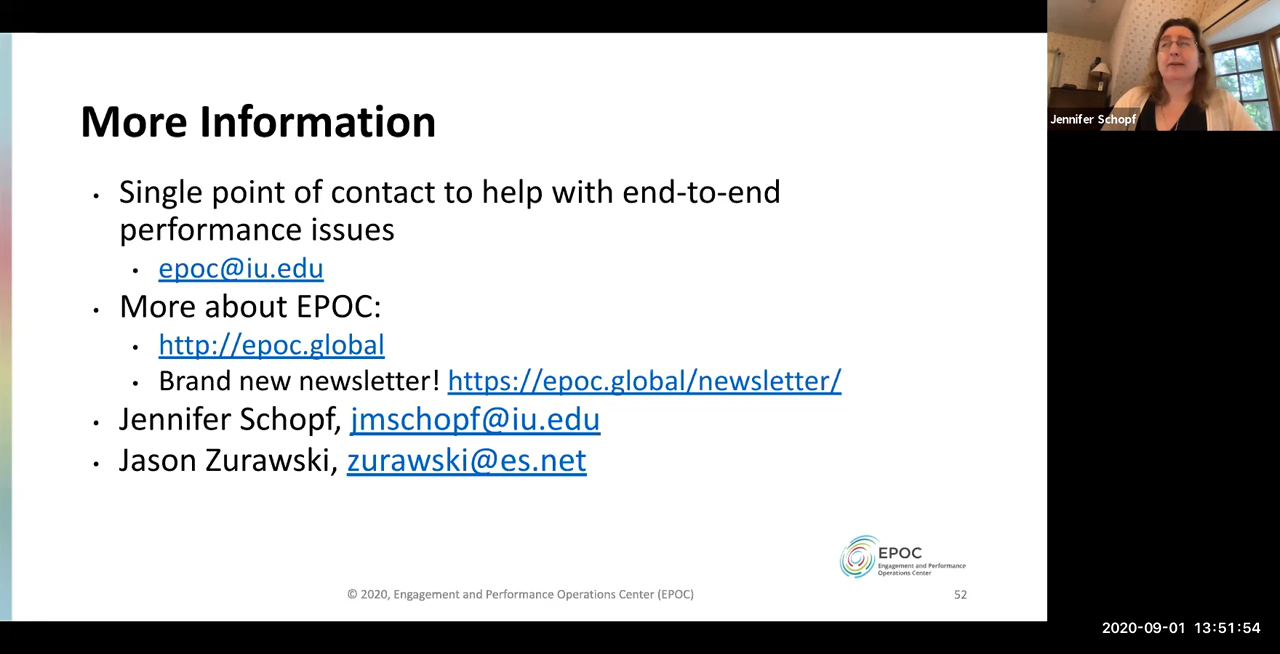 More Information
• Single point of contact to help with end-to-end
performance issues
• epoc@iu.edu
• More about EPOC:
• http://epoc.global
• Brand new newsletter! https://epoc.global/newsletter/
• Jennifer Schopf, jmschopf@iu.edu
• Jason Zurawski, zurawski@es.net
EPOC
Engagement and Performance
Operations Center
© 2020, Engagement and Performance Operations Center (EPOC)
52
Jennifer Schopf
2020-09-01 13:51:54